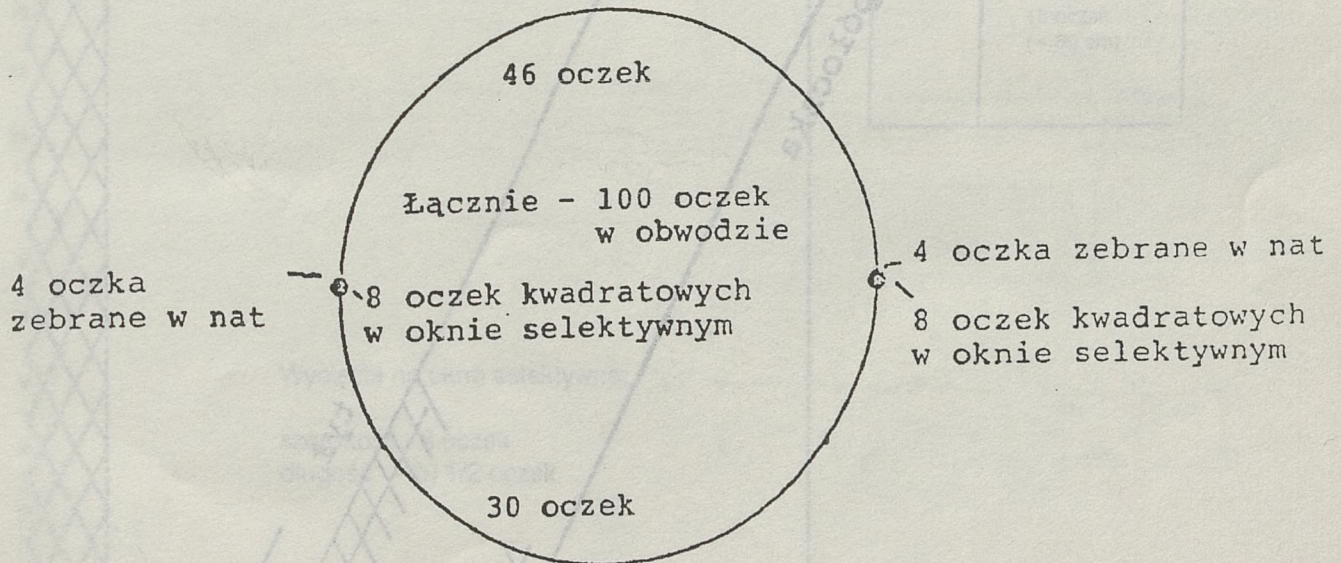 46 oczek
Łącznie - 100 oczek
w obwodzie
4 oczka
zebrane w nat
8 oczek kwadratowych
w oknie selektywnym
4 oczka zebrane w nat
8 oczek kwadratowych
w oknie selektywnym
30 oczek